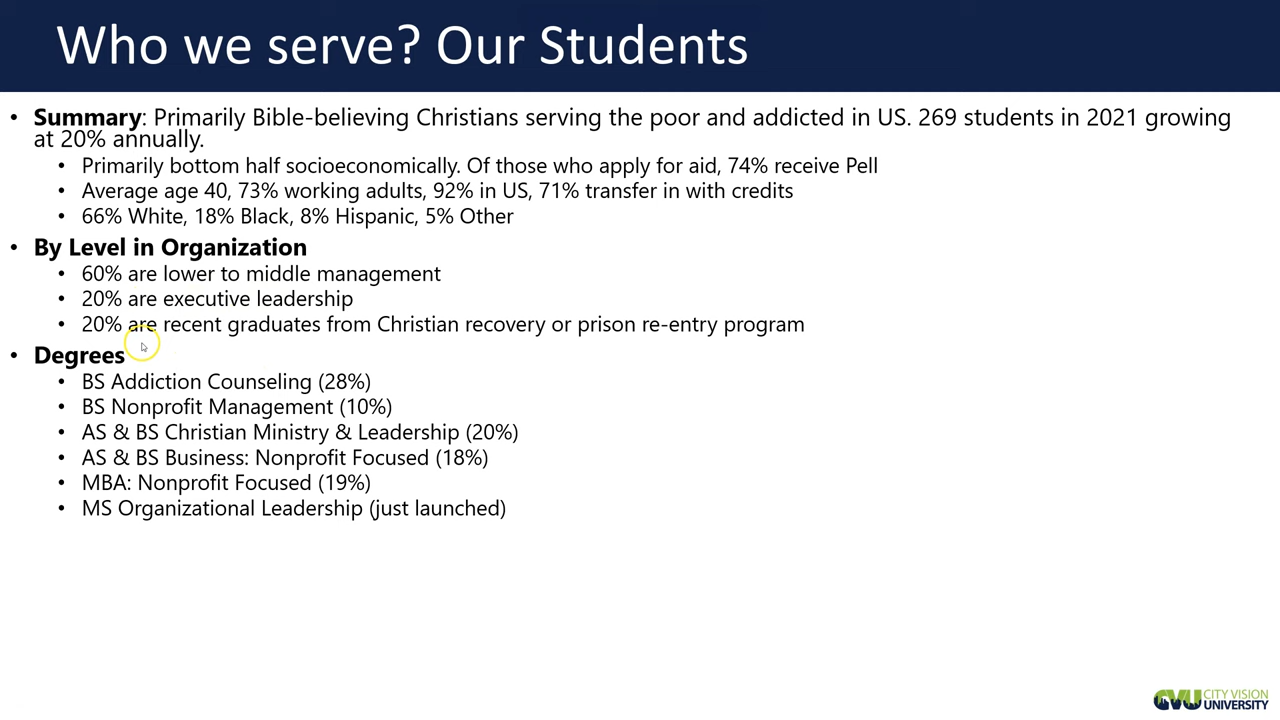 Who we serve? Our Students
• Summary: Primarily Bible-believing Christians serving the poor and addicted in US. 269 students in 2021 growing
at 20% annually.
• Primarily bottom half socioeconomically. Of those who apply for aid, 74% receive Pell
• Average age 40, 73% working adults, 92% in US, 71% transfer in with credits
• 66% White, 18% Black, 8% Hispanic, 5% Other
• By Level in Organization
• 60% are lower to middle management
• 20% are executive leadership
• 20% are recent graduates from Christian recovery or prison re-entry program
• Degrees
• BS Addiction Counseling (28%)
• BS Nonprofit Management (10%)
• AS & BS Christian Ministry & Leadership (20%)
• AS & BS Business: Nonprofit Focused (18%)
• MBA: Nonprofit Focused (19%)
• MS Organizational Leadership (just launched)
CVU CITY VISION
UNIVERSITY